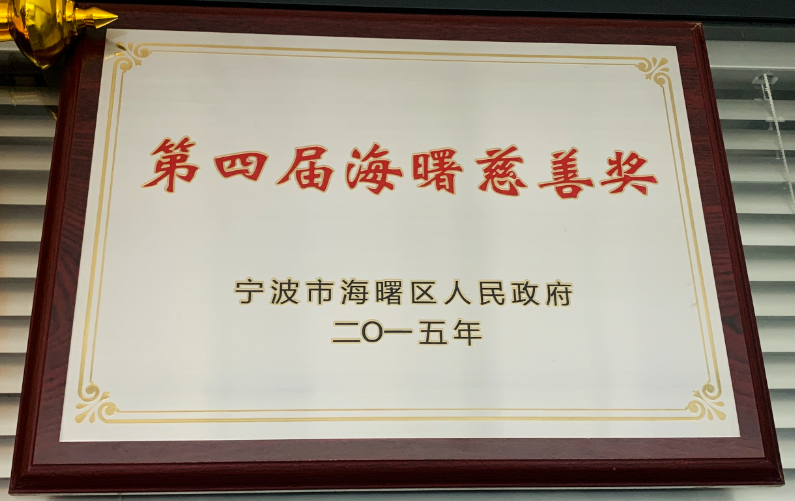 第四届海曙慈善奖
宁波市海曙区人民政府
二〇一五年